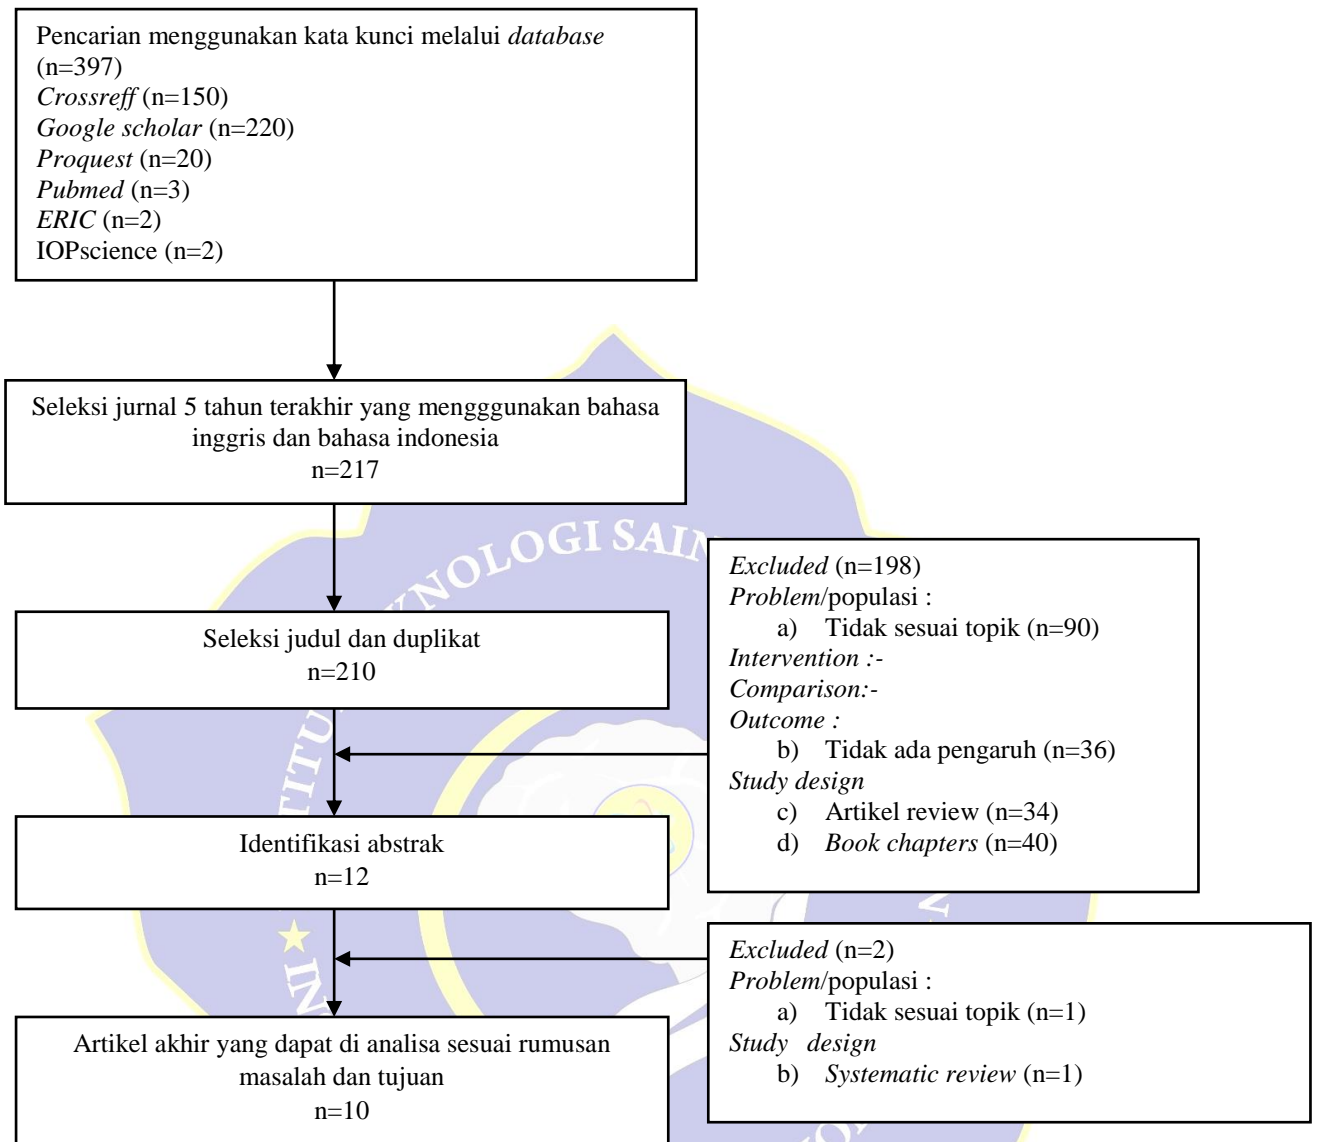 Pencarian menggunakan kata kunci melalui database
(n=397)
Crossreff (n=150)
Google scholar (n=220)
Proquest (n=20)
Pubmed (n=3)
ERIC (n=2)
IOPscience (n=2)
Seleksi jurnal 5 tahun terakhir yang mengggunakan bahasa
inggris dan bahasa indonesia
n=217
Seleksi judul dan duplikat
n=210
Excluded (n=198)
Problem/populasi :
a) Tidak sesuai topik (n=90)
Intervention :-
Comparison:-
Outcome :
b) Tidak ada pengaruh (n=36)
Study design
c) Artikel review (n=34)
d) Book chapters (n=40)
Identifikasi abstrak
n=12
Excluded (n=2)
Problem/populasi :
a) Tidak sesuai topik (n=1)
Study design
b) Systematic review (n=1)
Artikel akhir yang dapat di analisa sesuai rumusan
masalah dan tujuan
n=10